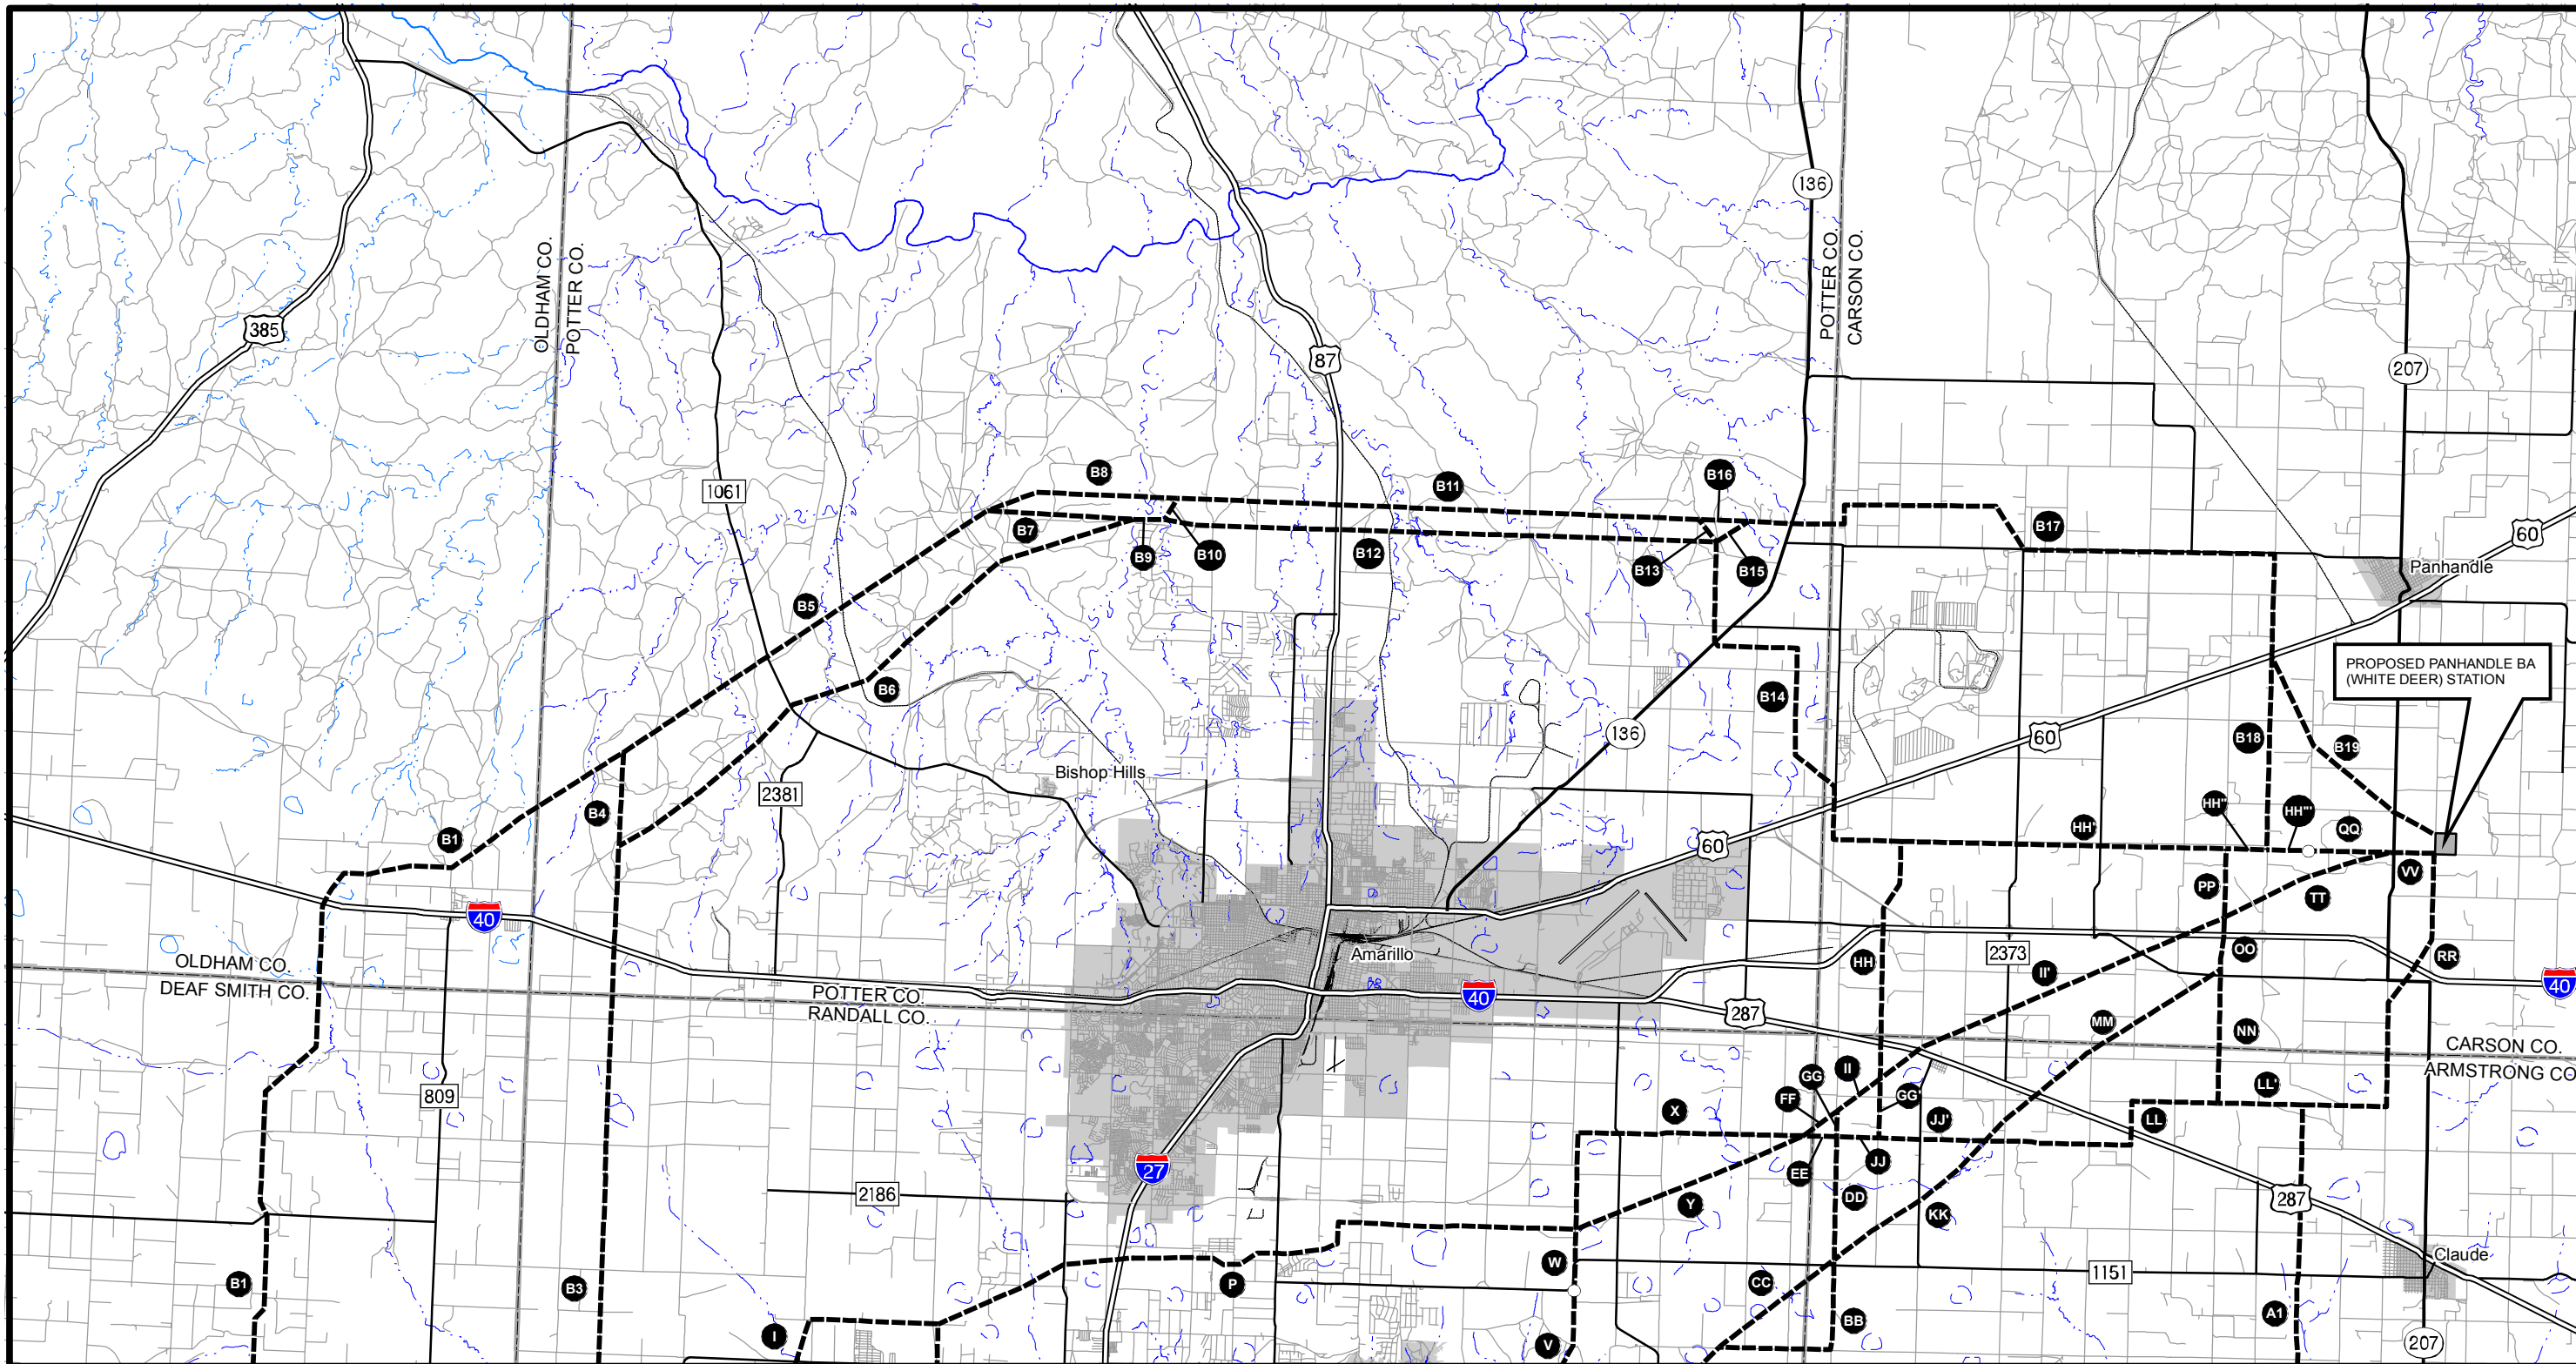 136
OLDHAM CO.
POTTER CO.
POTTER CO.
CARSON CO.
385
87
207
B8
B16
B11
1061
B7
B17
60
B9
B10
B12
B13
B15
Panhandle
B5
B6
PROPOSED PANHANDLE BA
(WHITE DEER) STATION
B14
136
60
B18
B19
Bishop Hills
2381
B4
HH"
HH"'
B1
HH'
QQ
60
PP
VV
TT
40
Amarillo
OLDHAM CO.
DEAF SMITH CO.
HH
2373
OO
RR
II'
40
POTTER CO.
RANDALL CO.
40
287
MM
NN
CARSON CO.
ARMSTRONG CO
809
GG
II
LL'
FF
GG'
X
JJ'
LL
27
EE
JJ
2186
DD
287
Y
KK
Claude
W
1151
B1
B3
P
CC
BB
A1
I
V
207